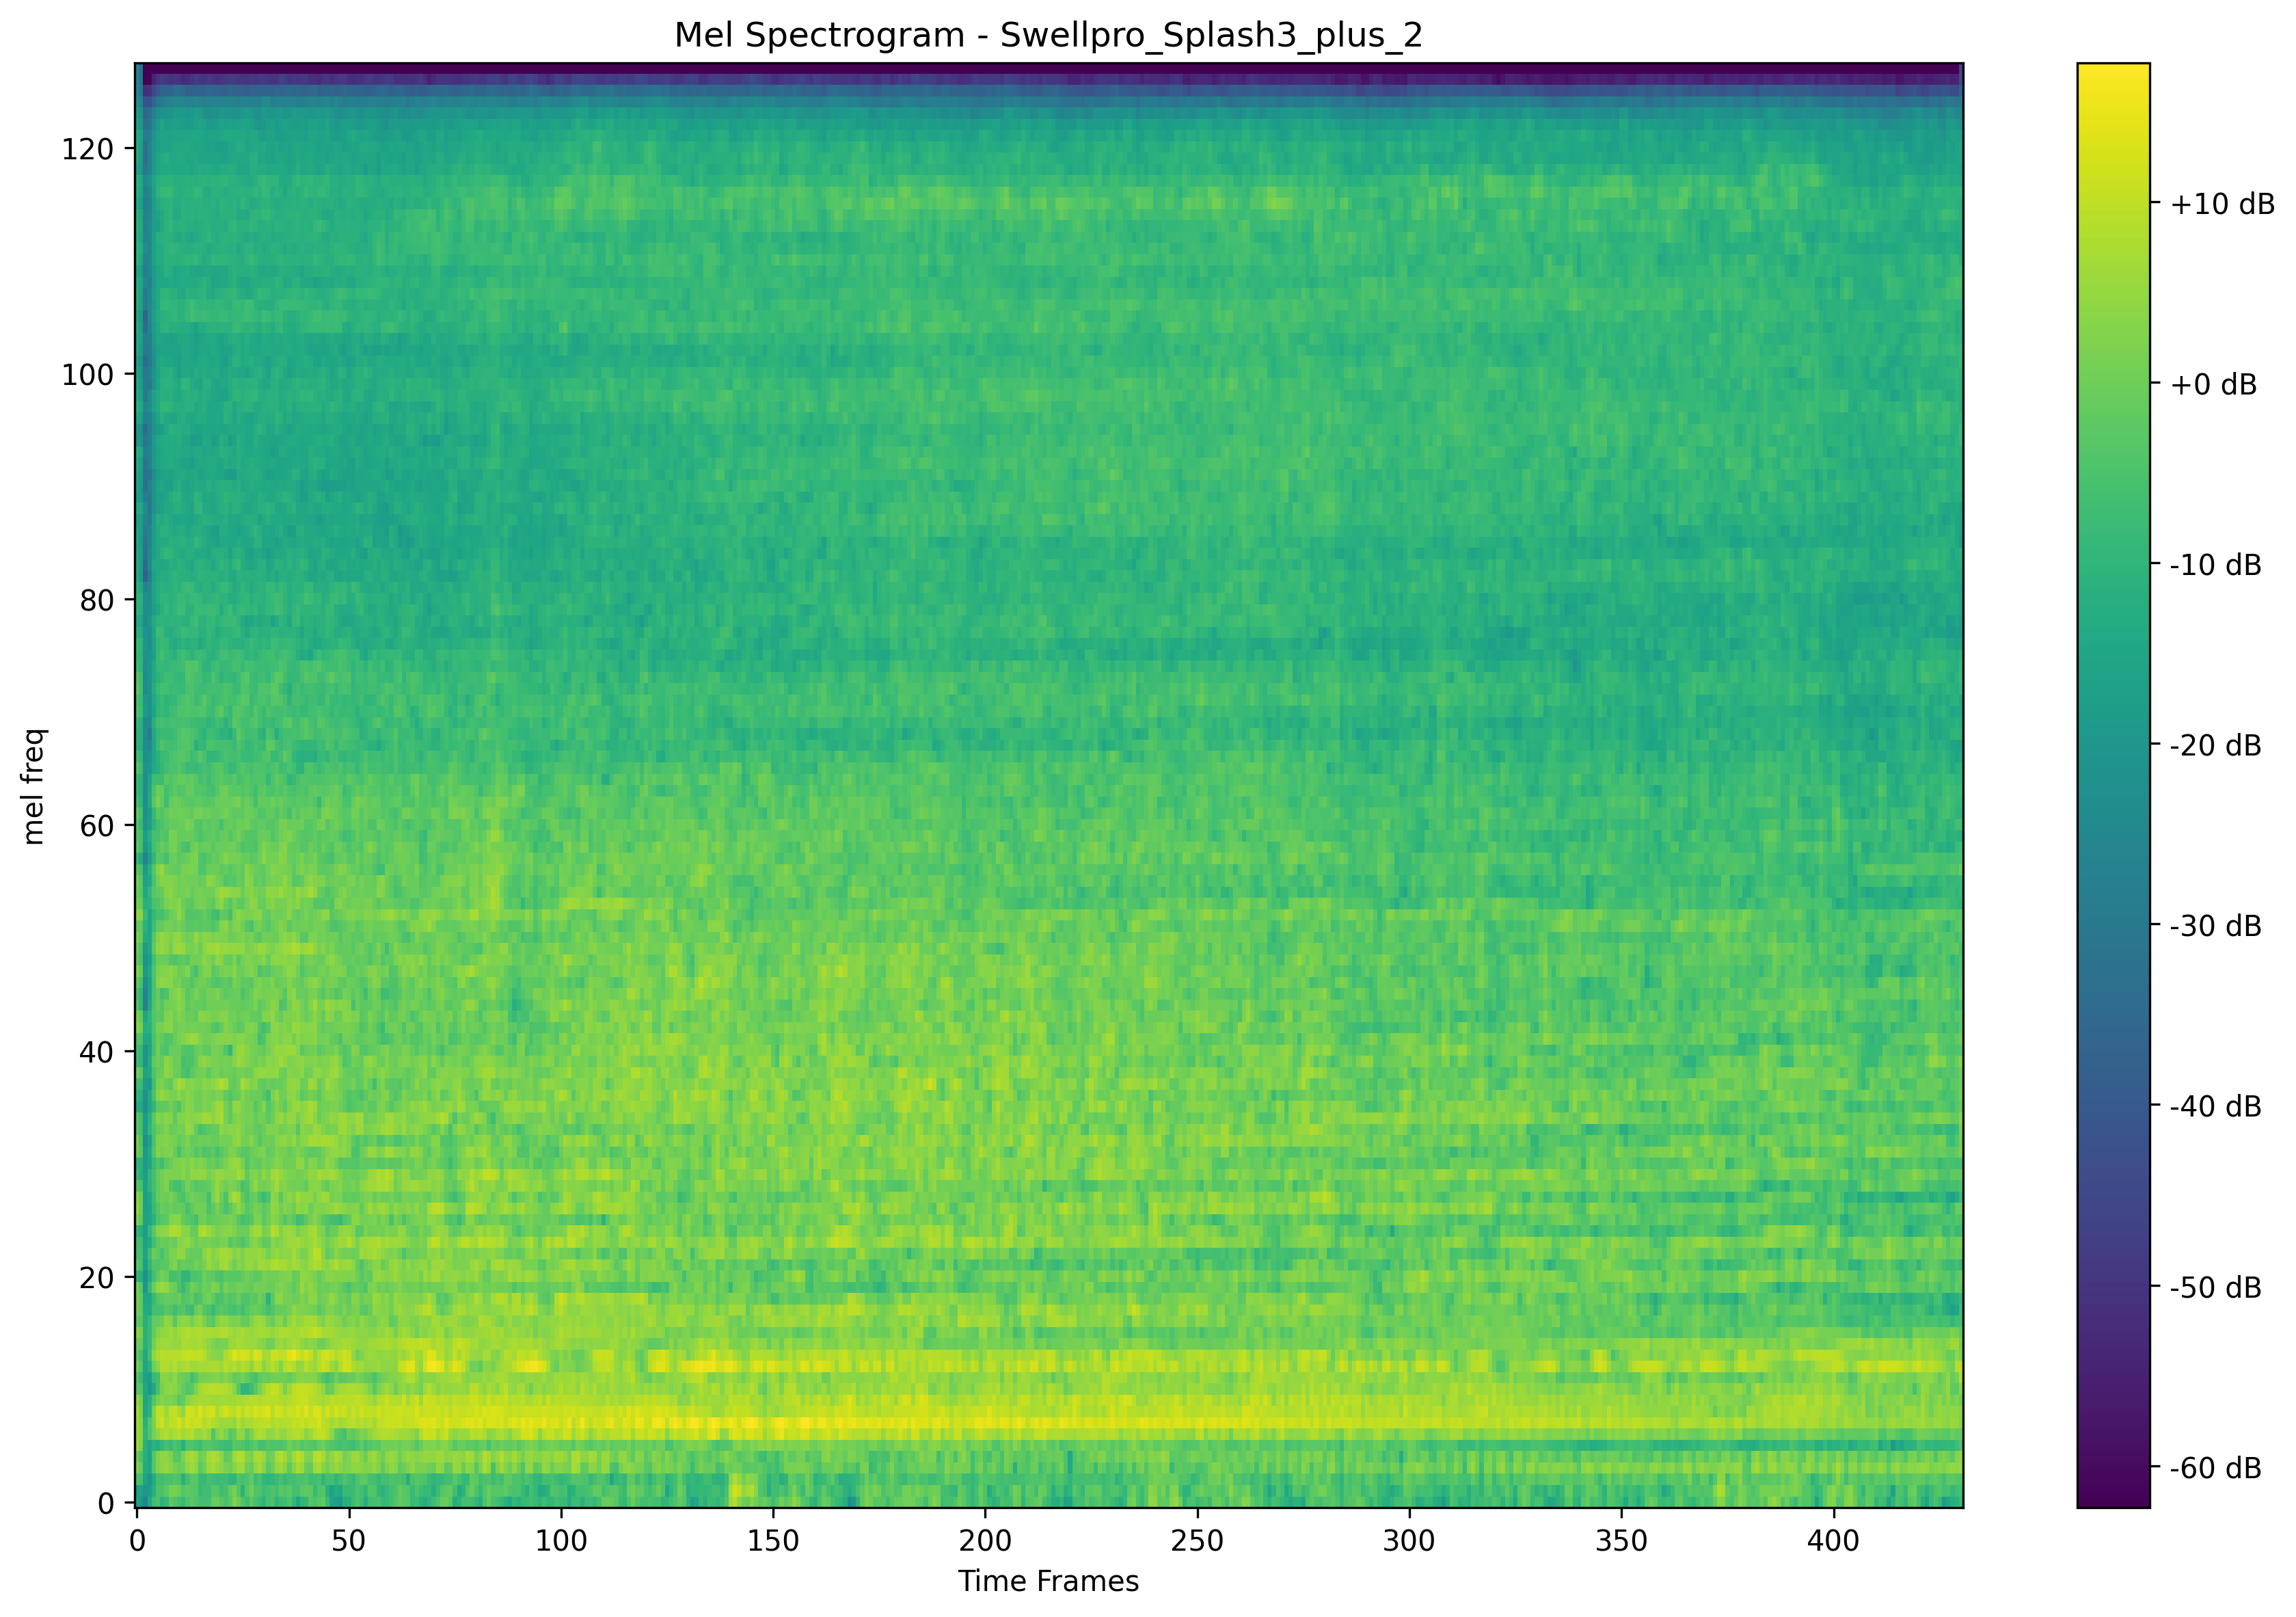 Mel Spectrogram - Swellpro_Splash3_plus_2
mel freq
120
100
80
60
40
20
0
0 50 100 150 200 250 300 350 400
Time Frames
+10 dB
+0 dB
-10 dB
-20 dB
-30 dB
-40 dB
-50 dB
-60 dB